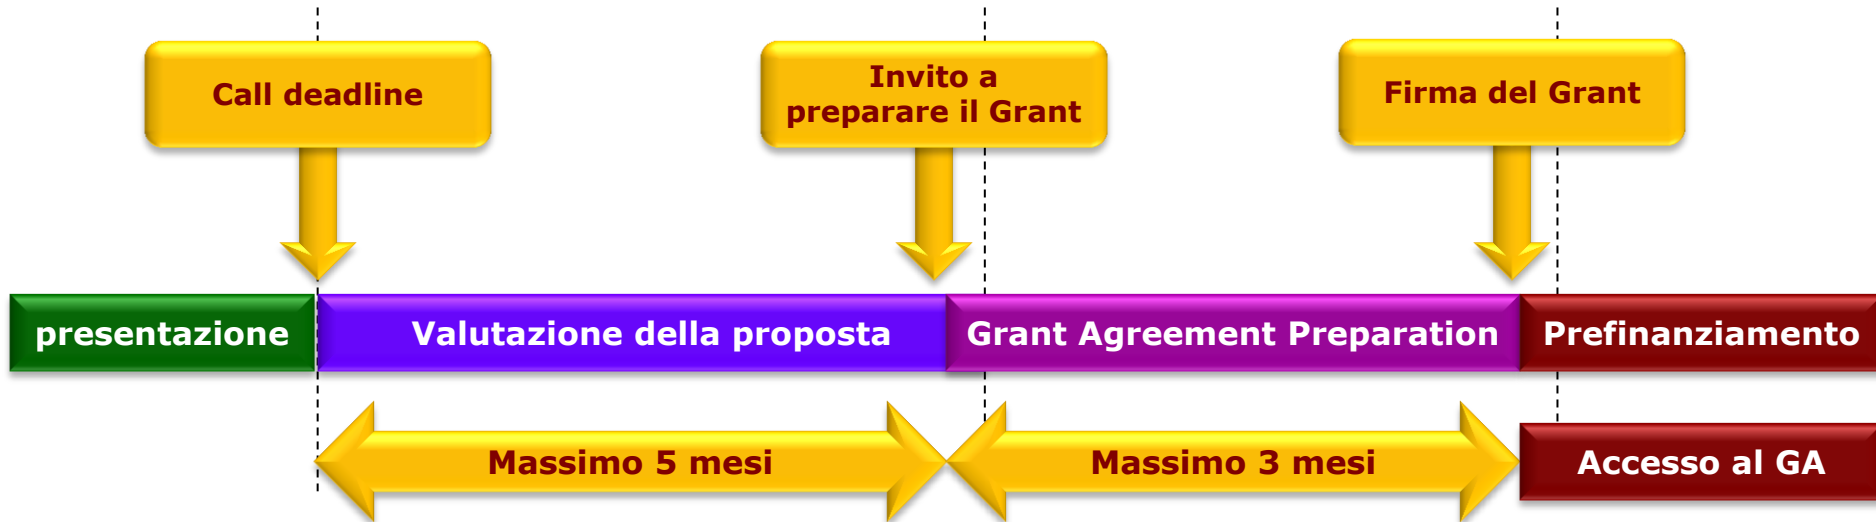 Call deadline
Invito a
preparare il Grant
Firma del Grant
presentazione
Valutazione della proposta
Grant Agreement Preparation
Prefinanziamento
Massimo 5 mesi
Massimo 3 mesi
Accesso al GA